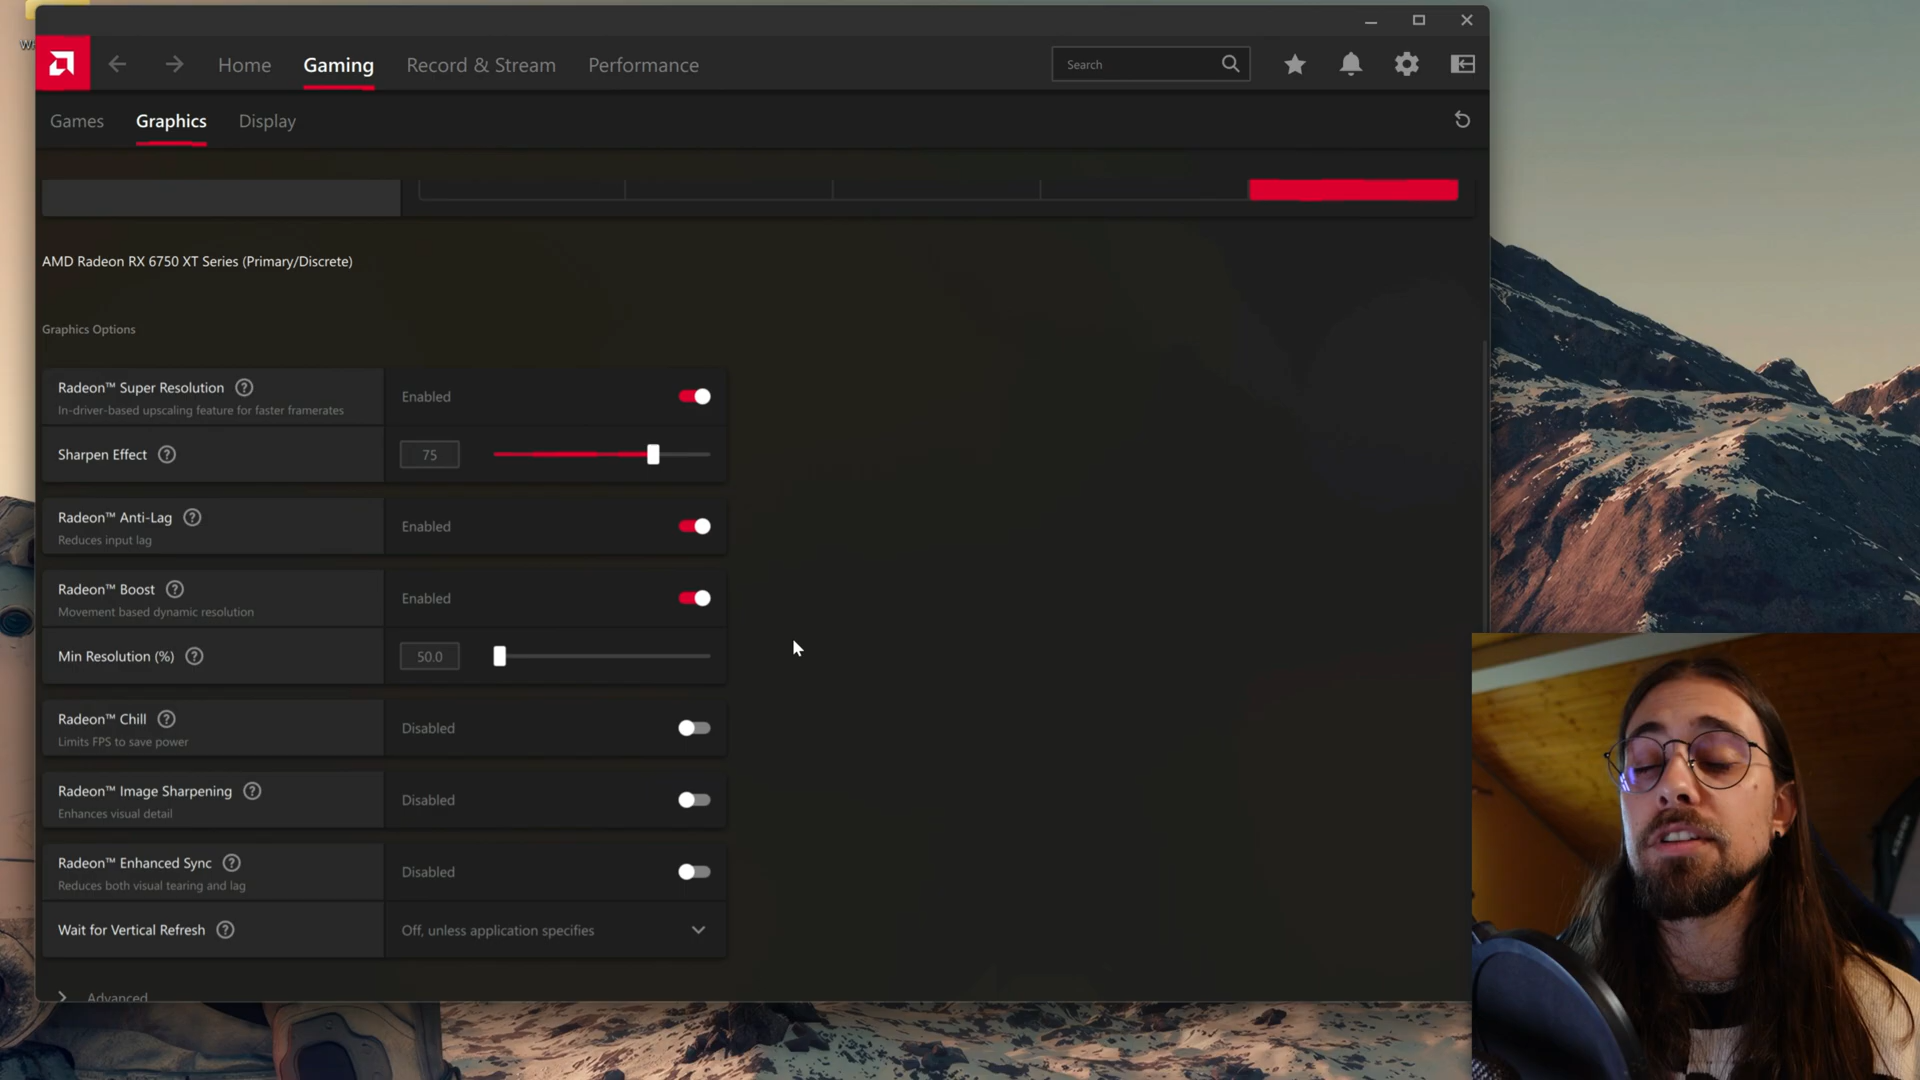 W
Home
Gaming
Record & Stream
Performance
Search
Games
Graphics
Display
AMD Radeon RX 6750 XT Series (Primary/Discrete)
Graphics Options
Radeon™ Super Resolution ?
In-driver-based upscaling feature for faster framerates
Enabled
Sharpen Effect ?
75
Radeon™ Anti-Lag ?
Reduces input lag
Enabled
Radeon™ Boost ?
Movement based dynamic resolution
Enabled
Min Resolution (%) ?
50.0
Radeon™ Chill ?
Limits FPS to save power
Disabled
Radeon™ Image Sharpening ?
Enhances visual detail
Disabled
Radeon™ Enhanced Sync ?
Reduces both visual tearing and lag
Disabled
Wait for Vertical Refresh ?
Off, unless application specifies
Advanced